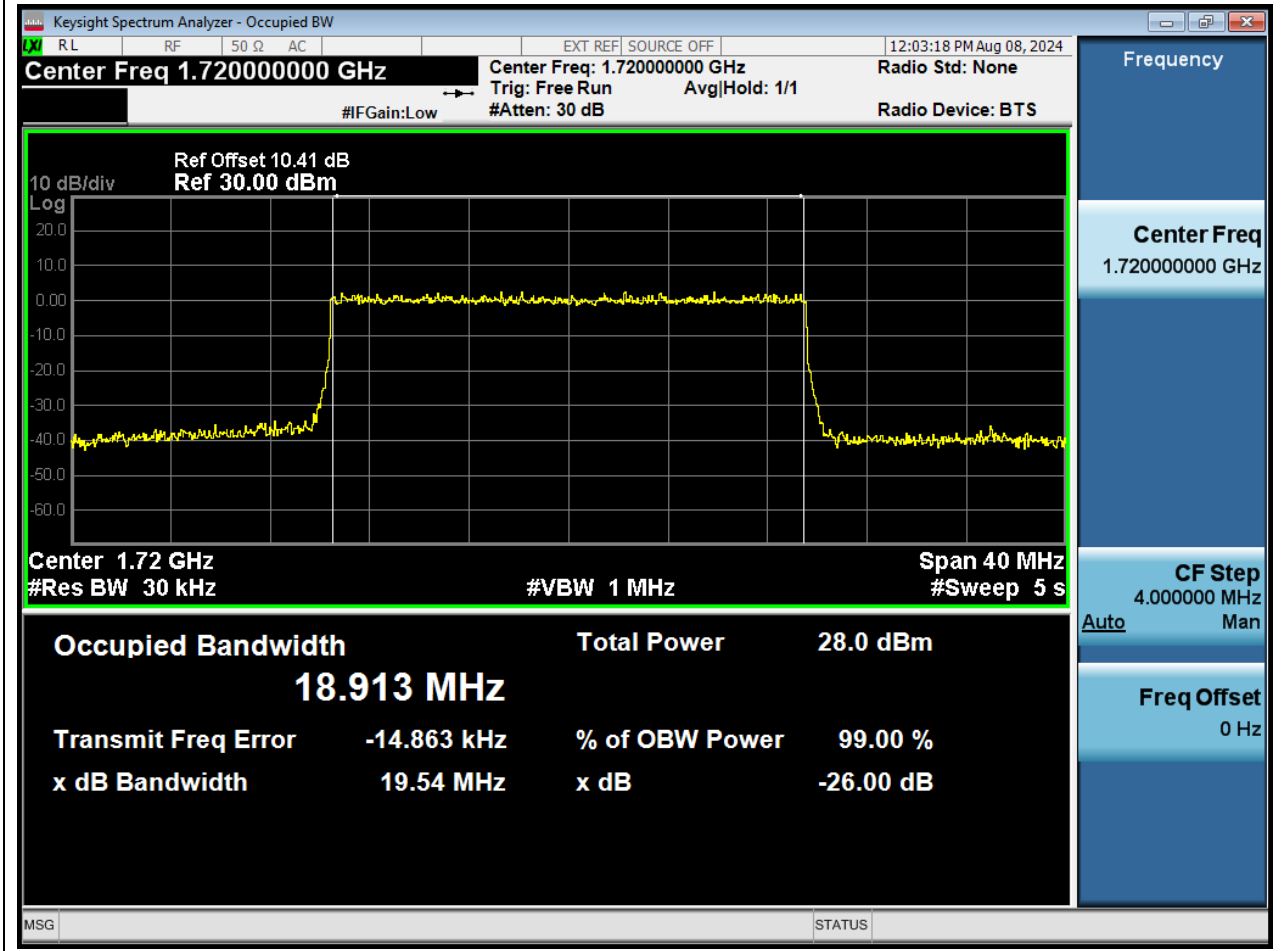 Keysight Spectrum Analyzer - Occupied BW
LXI RL RF 50 Ω AC EXT REF SOURCE OFF 12:03:18 PM Aug 08, 2024
Center Freq 1.720000000 GHz
Center Freq: 1.720000000 GHz
Radio Std: None
Trig: Free Run Avg|Hold: 1/1
#IFGain:Low
#Atten: 30 dB
Radio Device: BTS
Ref Offset 10.41 dB
10 dB/div Ref 30.00 dBm
Log
20.0
10.0
0.00
-10.0
-20.0
-30.0
-40.0
-50.0
-60.0
Center 1.72 GHz Span 40 MHz
#Res BW 30 kHz #VBW 1 MHz #Sweep 5 s
Occupied Bandwidth Total Power 28.0 dBm
18.913 MHz
Transmit Freq Error -14.863 kHz % of OBW Power 99.00 %
x dB Bandwidth 19.54 MHz x dB -26.00 dB
MSG STATUS
Frequency
Center Freq
1.720000000 GHz
CF Step
4.000000 MHz
Auto Man
Freq Offset
0 Hz